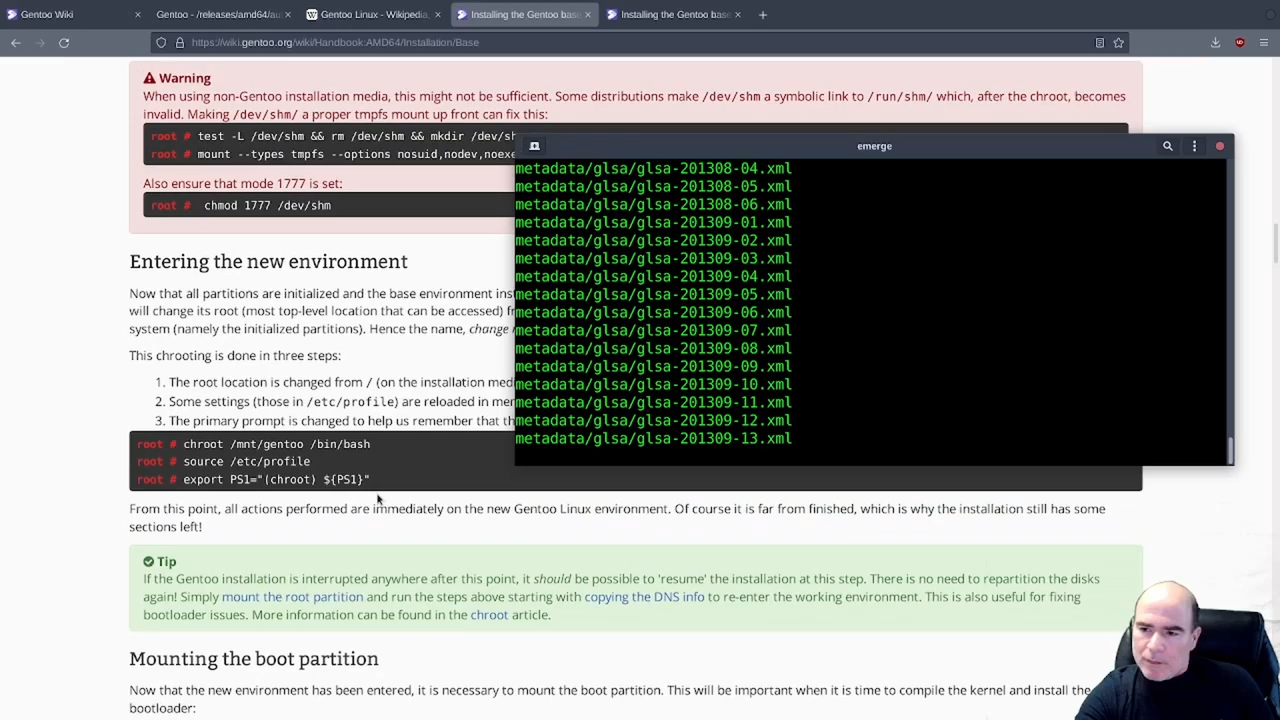 Gentoo Wiki
Gentoo - /releases/amd64/au
Gentoo Linux - Wikipedia,
Installing the Gentoo base
Installing the Gentoo base
https://wiki.gentoo.org/wiki/Handbook:AMD64/Installation/Base
Warning
When using non-Gentoo installation media, this might not be sufficient. Some distributions make /dev/shm a symbolic link to /run/shm/ which, after the chroot, becomes
invalid. Making /dev/shm/ a proper tmpfs mount up front can fix this:
root # test -L /dev/shm && rm /dev/shm && mkdir /dev/sh
root # mount --types tmpfs --options nosuid,nodev,noexe
Also ensure that mode 1777 is set:
root # chmod 1777 /dev/shm
Entering the new environment
Now that all partitions are initialized and the base environment ins
will change its root (most top-level location that can be accessed) f
system (namely the initialized partitions). Hence the name, change
This chrooting is done in three steps:
1. The root location is changed from / (on the installation med
2. Some settings (those in /etc/profile) are reloaded in mem
3. The primary prompt is changed to help us remember that th
root # chroot /mnt/gentoo /bin/bash
root # source /etc/profile
root # export PS1="(chroot) ${PS1}"
emerge
metadata/glsa/glsa-201308-04.xml
metadata/glsa/glsa-201308-05.xml
metadata/glsa/glsa-201308-06.xml
metadata/glsa/glsa-201309-01.xml
metadata/glsa/glsa-201309-02.xml
metadata/glsa/glsa-201309-03.xml
metadata/glsa/glsa-201309-04.xml
metadata/glsa/glsa-201309-05.xml
metadata/glsa/glsa-201309-06.xml
metadata/glsa/glsa-201309-07.xml
metadata/glsa/glsa-201309-08.xml
metadata/glsa/glsa-201309-09.xml
metadata/glsa/glsa-201309-10.xml
metadata/glsa/glsa-201309-11.xml
metadata/glsa/glsa-201309-12.xml
metadata/glsa/glsa-201309-13.xml
From this point, all actions performed are immediately on the new Gentoo Linux environment. Of course it is far from finished, which is why the installation still has some
sections left!
Tip
If the Gentoo installation is interrupted anywhere after this point, it should be possible to 'resume' the installation at this step. There is no need to repartition the disks
again! Simply mount the root partition and run the steps above starting with copying the DNS info to re-enter the working environment. This is also useful for fixing
bootloader issues. More information can be found in the chroot article.
Mounting the boot partition
Now that the new environment has been entered, it is necessary to mount the boot partition. This will be important when it is time to compile the kernel and install the
bootloader: